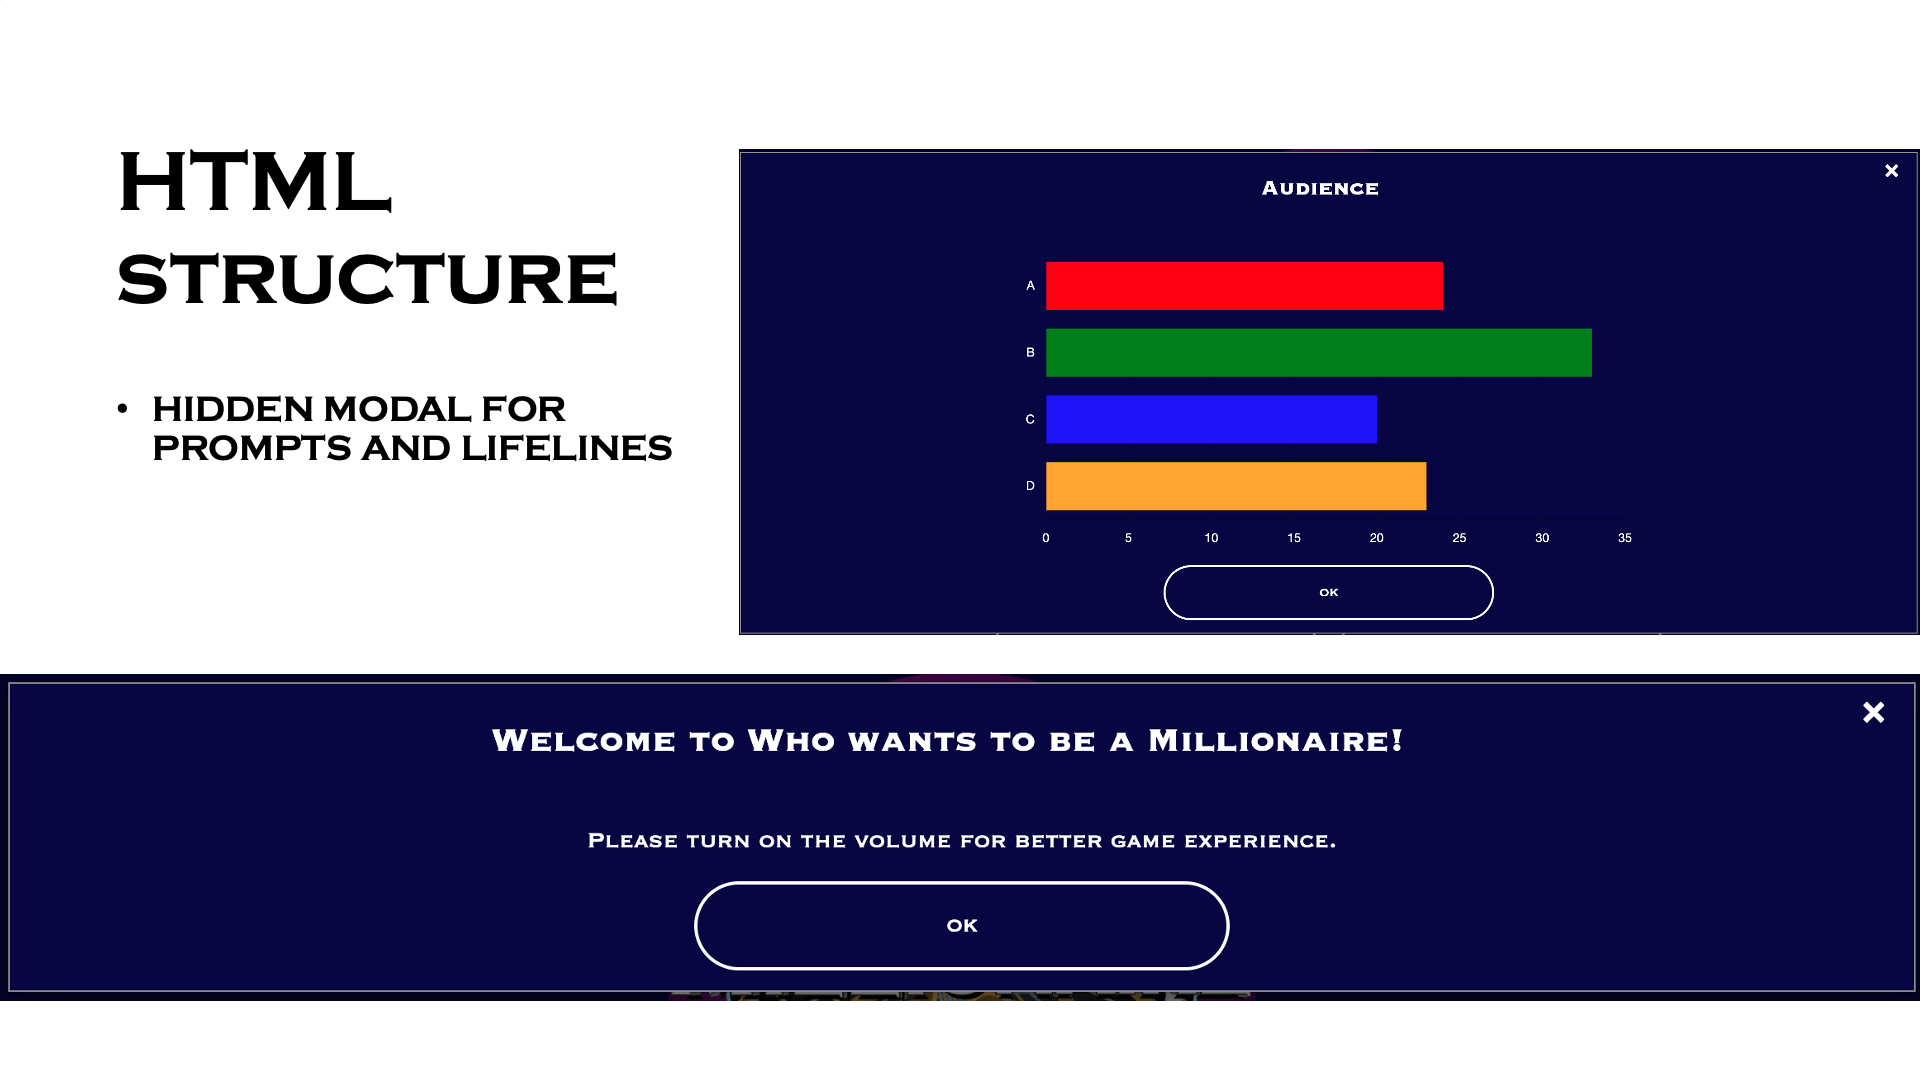 HTML
STRUCTURE
• HIDDEN MODAL FOR
PROMPTS AND LIFELINES
×
AUDIENCE
A
B
C
D
0 5 10 15 20 25 30 35
OK
×
WELCOME TO WHO WANTS TO BE A MILLIONAIRE!
PLEASE TURN ON THE VOLUME FOR BETTER GAME EXPERIENCE.
OK